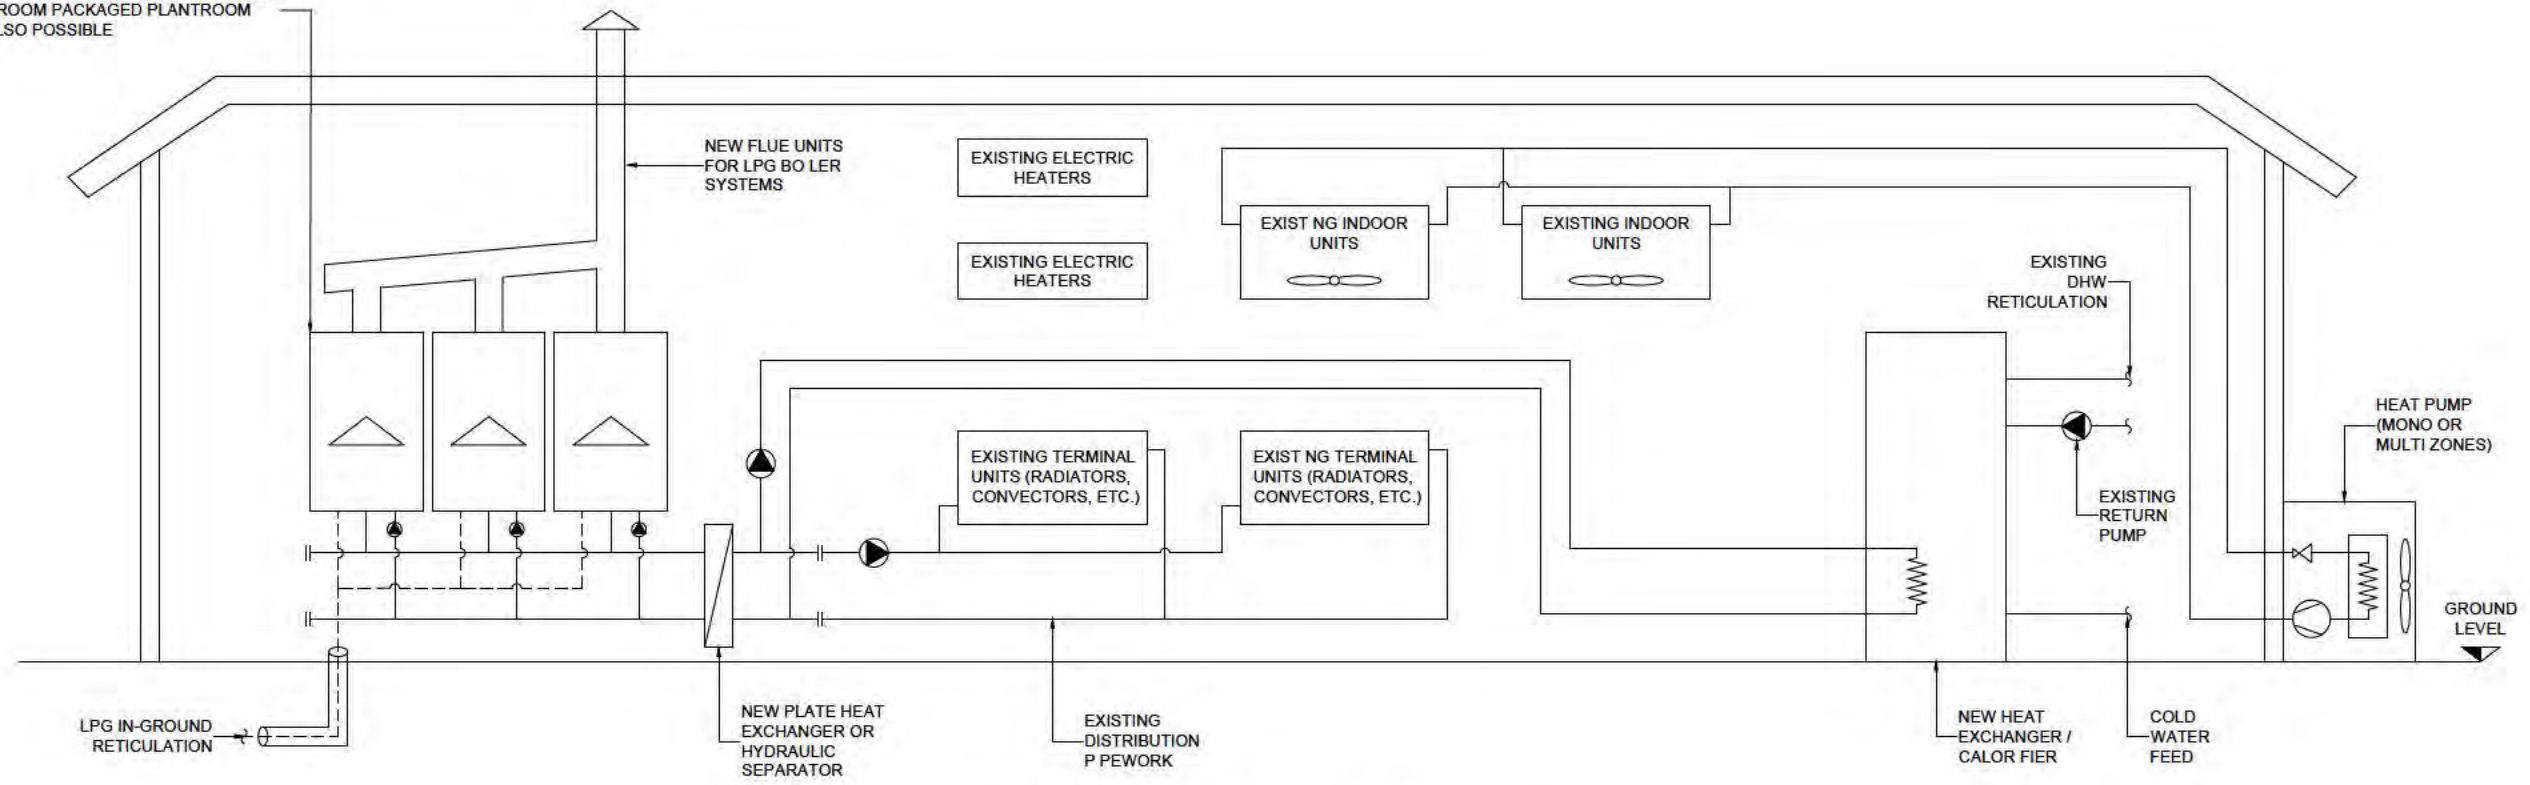 ROOM PACKAGED PLANTROOM
LSO POSSIBLE
NEW FLUE UNITS
FOR LPG BO LER
SYSTEMS
EXISTING ELECTRIC
HEATERS
EXISTING ELECTRIC
HEATERS
EXIST NG INDOOR
UNITS
EXISTING INDOOR
UNITS
EXISTING
DHW
RETICULATION
HEAT PUMP
(MONO OR
MULTI ZONES)
EXISTING TERMINAL
UNITS (RADIATORS,
CONVECTORS, ETC.)
EXIST NG TERMINAL
UNITS (RADIATORS,
CONVECTORS, ETC.)
EXISTING
RETURN
PUMP
GROUND
LEVEL
LPG IN-GROUND
RETICULATION
NEW PLATE HEAT
EXCHANGER OR
HYDRAULIC
SEPARATOR
EXISTING
DISTRIBUTION
P PEWORK
NEW HEAT
EXCHANGER /
CALOR FIER
COLD
WATER
FEED